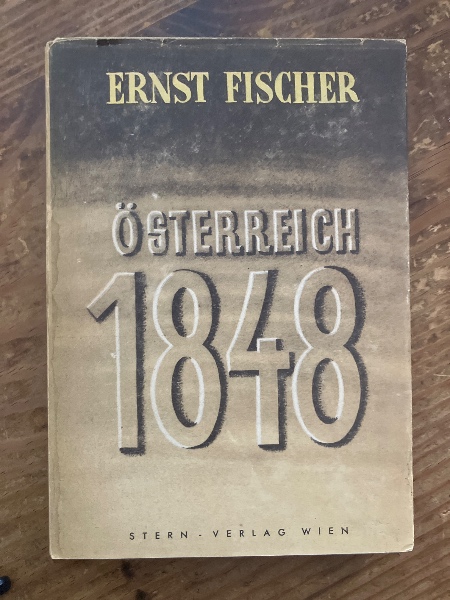 ERNST FISCHER
ÖSTERREICH
1848
STERN - VERLAG WIEN